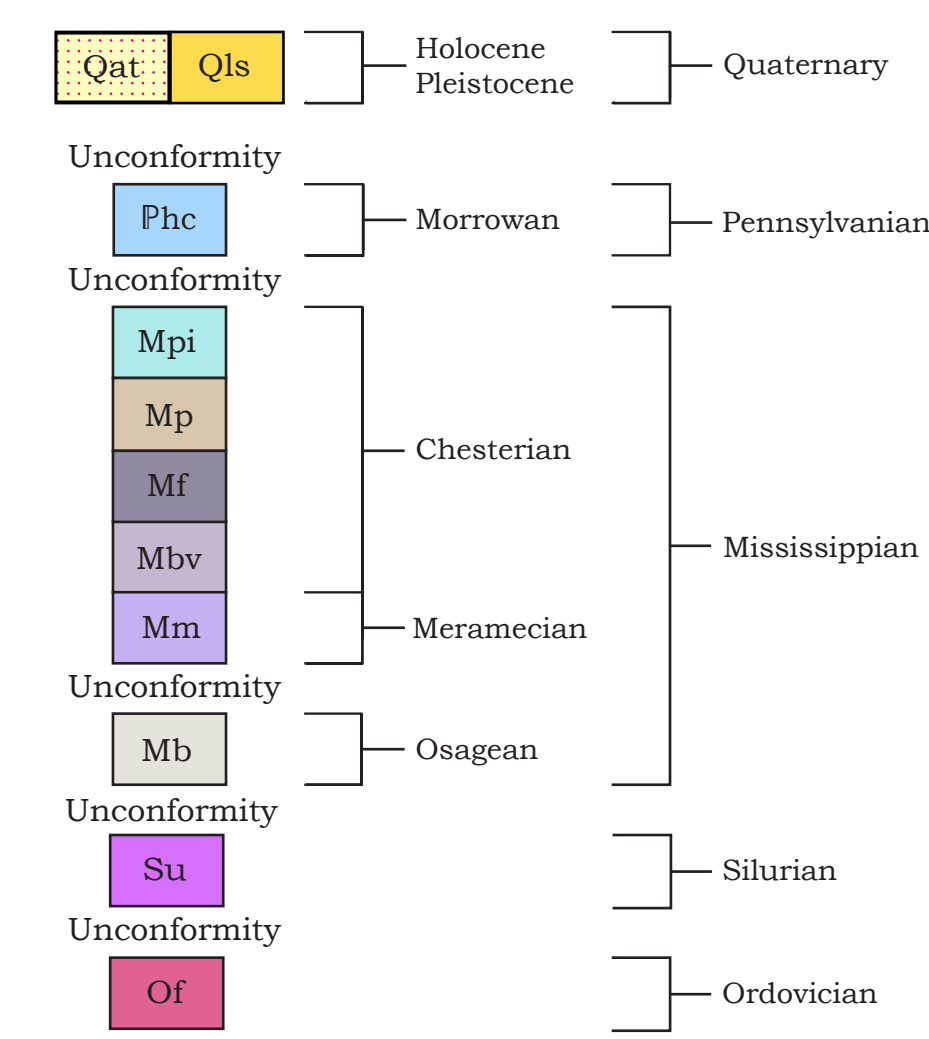 Qat Qls
Holocene
Pleistocene
Quaternary
Unconformity
ℙhc
Morrowan
Pennsylvanian
Unconformity
Mpi
Mp
Mf
Mbv
Mm
Chesterian
Meramecian
Mississippian
Unconformity
Mb
Osagean
Unconformity
Su
Silurian
Unconformity
Of
Ordovician